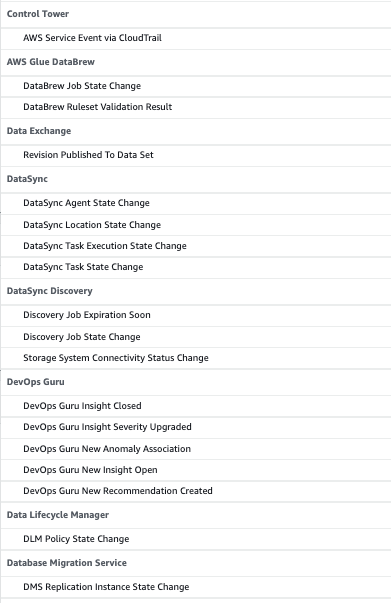 Control Tower
AWS Service Event via CloudTrail
AWS Glue DataBrew
DataBrew Job State Change
DataBrew Ruleset Validation Result
Data Exchange
Revision Published To Data Set
DataSync
DataSync Agent State Change
DataSync Location State Change
DataSync Task Execution State Change
DataSync Task State Change
DataSync Discovery
Discovery Job Expiration Soon
Discovery Job State Change
Storage System Connectivity Status Change
DevOps Guru
DevOps Guru Insight Closed
DevOps Guru Insight Severity Upgraded
DevOps Guru New Anomaly Association
DevOps Guru New Insight Open
DevOps Guru New Recommendation Created
Data Lifecycle Manager
DLM Policy State Change
Database Migration Service
DMS Replication Instance State Change